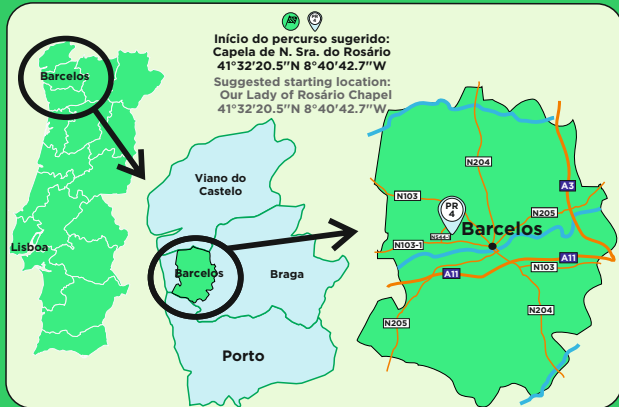 PR
4
Início do percurso sugerido:
Capela de N. Sra. do Rosário
41°32'20.5"N 8°40'42.7"W
Suggested starting location:
Our Lady of Rosário Chapel
41°32'20.5"N 8°40'42.7"W
Barcelos
Lisboa
Viano do
Castelo
Barcelos
Braga
Porto
N204
A3
N103
PR
4
N205
Barcelos
N103-1
A11
A11
N103
N204
N205